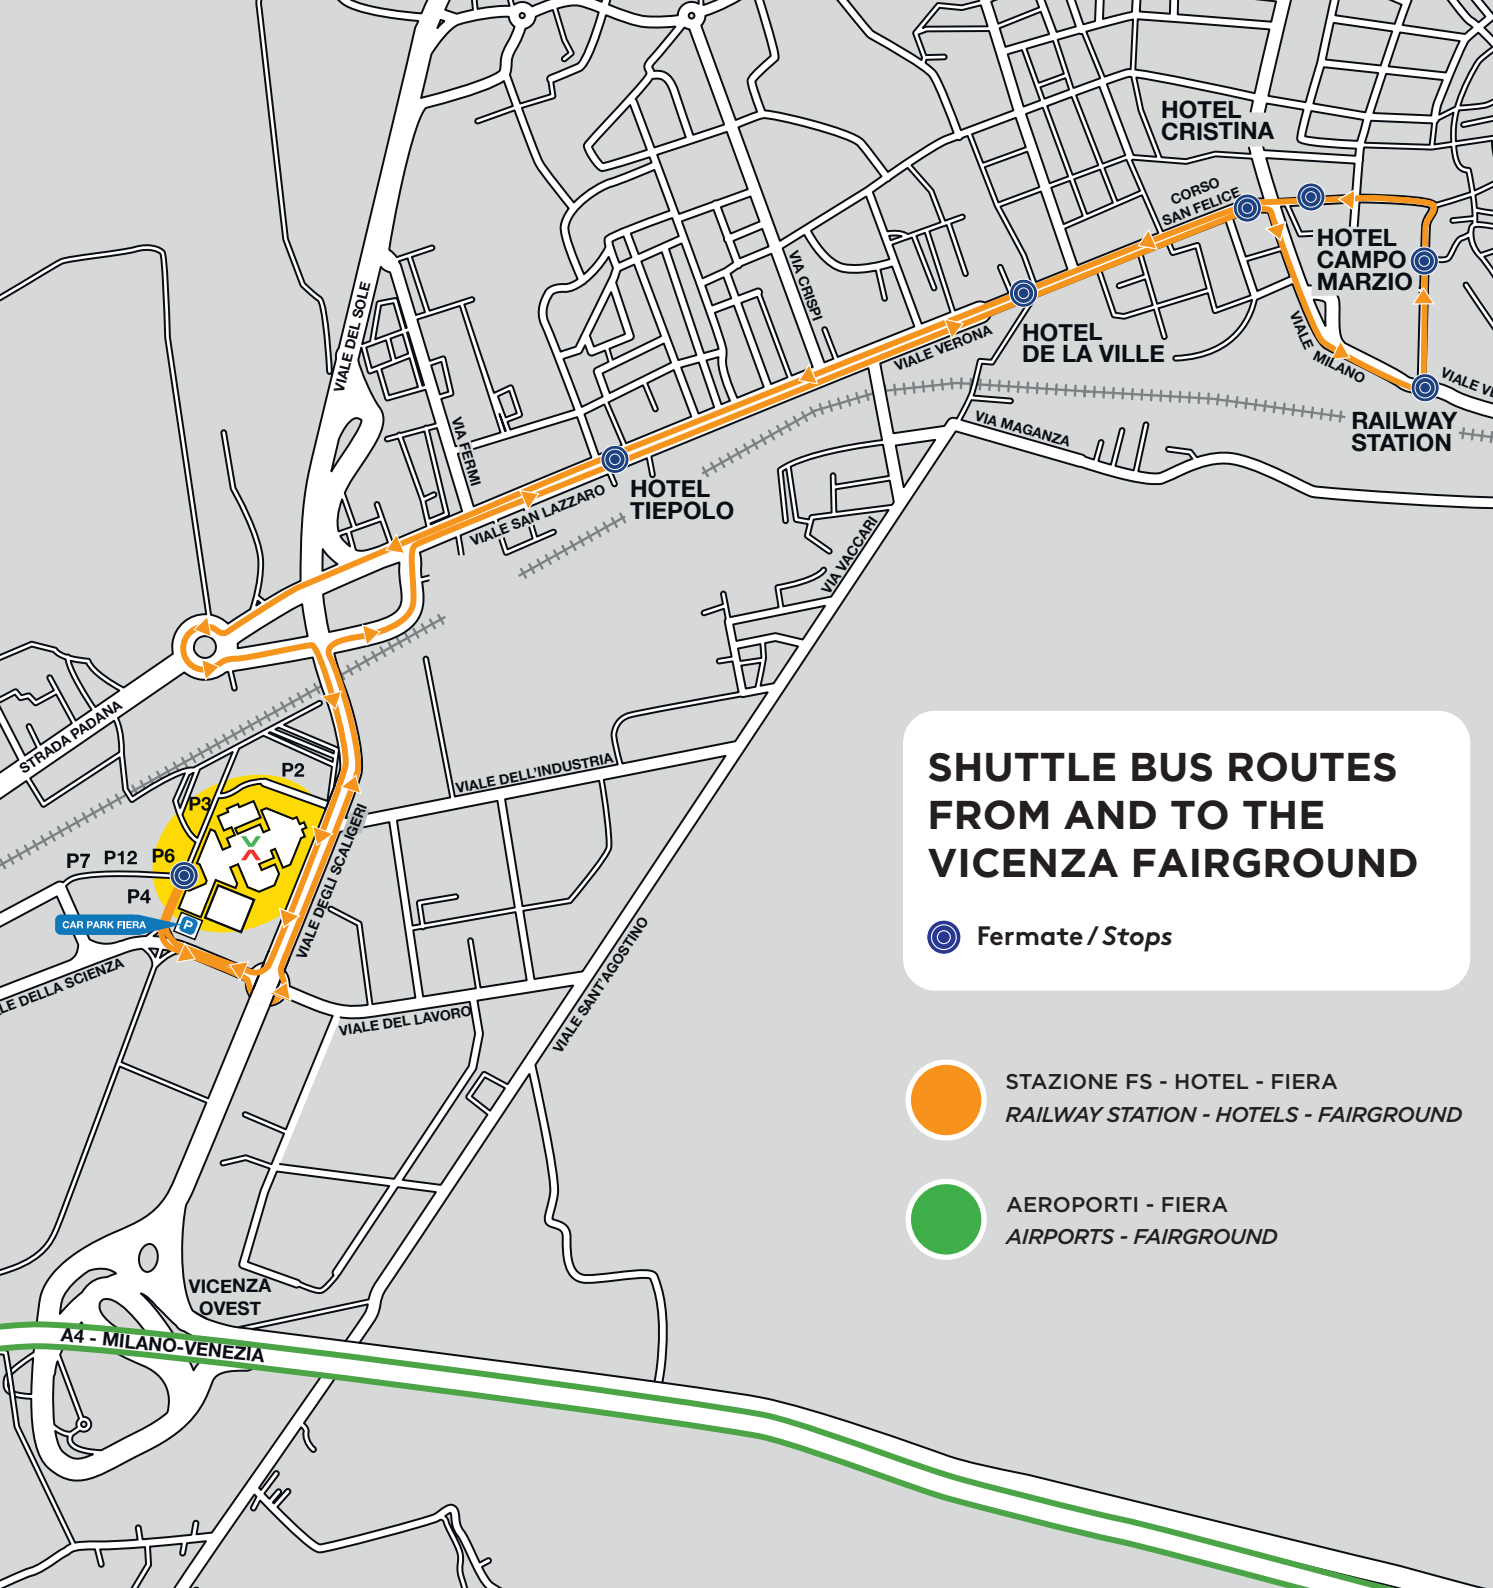 HOTEL
CRISTINA
CORSO
SAN FELICE
HOTEL
CAMPO
MARZIO
VIALE DEL SOLE
VIA CRISPI
VIALE VERONA
HOTEL
DE LA VILLE
VIALE MILANO
RAILWAY
STATION
VIA MAGANZA
VIA FERMI
HOTEL
TIEPOLO
VIALE SAN LAZZARO
VIA VACCARI
STRADA PADANA
P2
P3
VIALE DELL'INDUSTRIA
P7
P12
P6
P4
CAR PARK FIERA
P
VIALE DEGLI SCALIGERI
VIALE DEL LAVORO
VIALE SANT'AGOSTINO
LE DELLA SCIENZA
SHUTTLE BUS ROUTES
FROM AND TO THE
VICENZA FAIRGROUND
Fermate / Stops
STAZIONE FS - HOTEL - FIERA
RAILWAY STATION - HOTELS - FAIRGROUND
AEROPORTI - FIERA
AIRPORTS - FAIRGROUND
VICENZA
OVEST
A4 - MILANO-VENEZIA